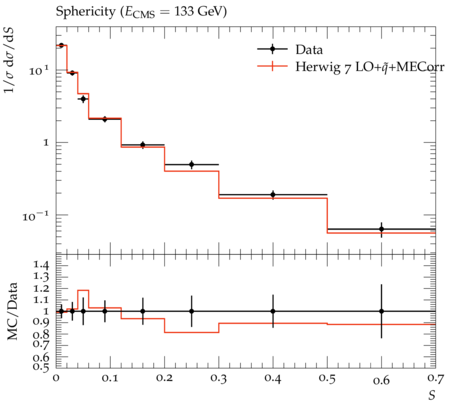 Sphericity (E_CMS = 133 GeV)
1/σ dσ/dS
10^1
1
10^−1
Data
Herwig 7 LO+q̃+MECorr
MC/Data
1.4
1.3
1.2
1.1
1
0.9
0.8
0.7
0.6
0.5
0 0.1 0.2 0.3 0.4 0.5 0.6 0.7
S